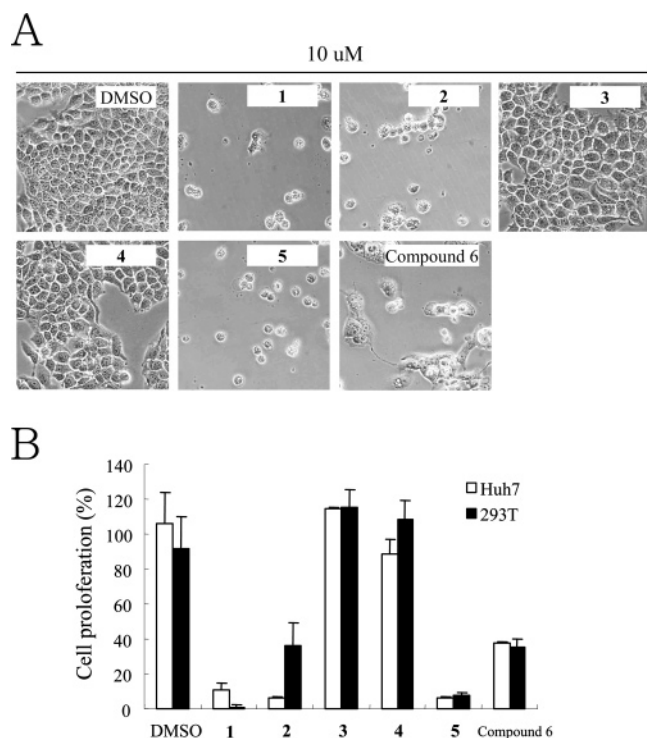 A
10 uM
DMSO
1
2
3
4
5
Compound 6
B
Cell proloferation (%)
140
120
100
80
60
40
20
0
Huh7
293T
DMSO 1 2 3 4 5 Compound 6